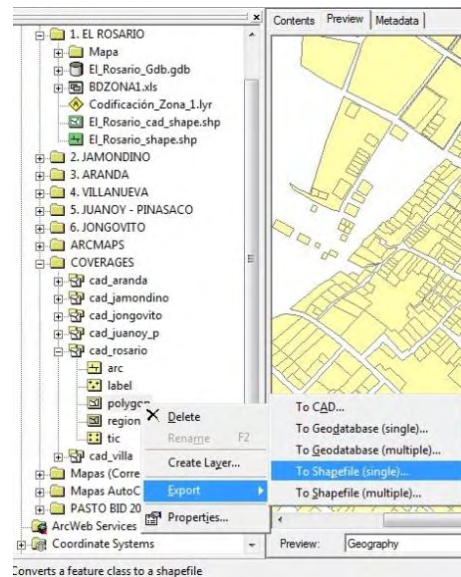 Contents Preview Metadata
1. EL ROSARIO
Mapa
El_Rosario_Gdb.gdb
BDZONA1.xls
Codificación_Zona_1.lyr
El_Rosario_cad_shape.shp
El_Rosario_shape.shp
2. JAMONDINO
3. ARANDA
4. VILLANUEVA
5. JUANOY - PINASACO
6. JONGOVITO
ARCMAPS
COVERAGES
cad_aranda
cad_jamondino
cad_jongovito
cad_juanoy_p
cad_rosario
arc
label
polygon
region
tic
cad_villa
Mapas (Corre
Mapas AutoC
PASTO BID 20
ArcWeb Services
Coordinate Systems
Delete
Rename F2
Create Layer...
Export
Properties...
To CAD...
To Geodatabase (single)...
To Geodatabase (multiple)...
To Shapefile (single)...
To Shapefile (multiple)...
Preview: Geography
Converts a feature class to a shapefile